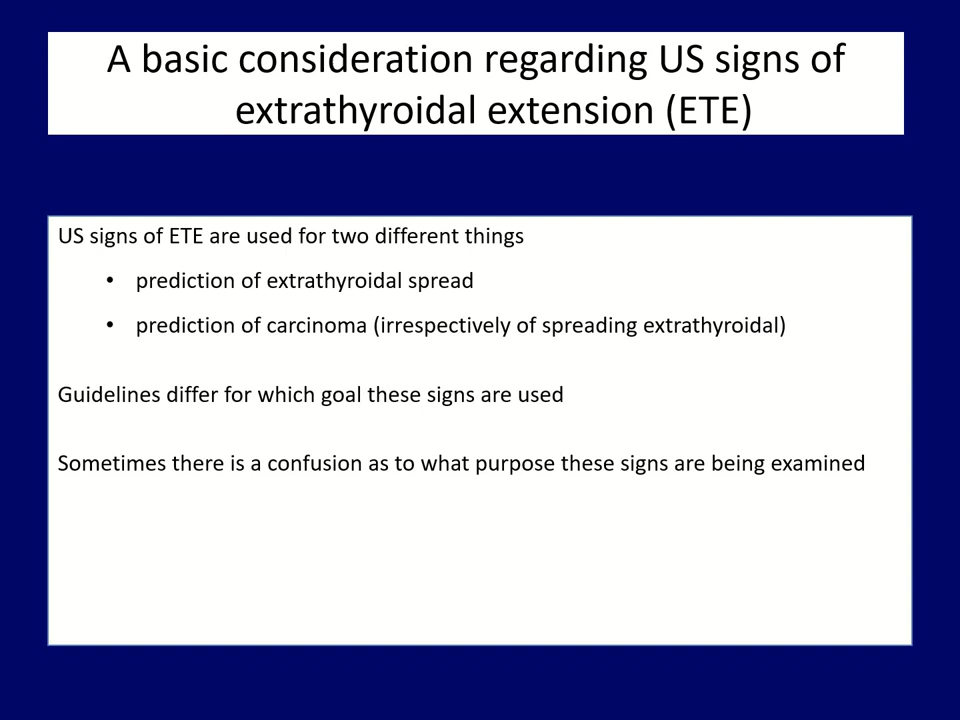 A basic consideration regarding US signs of
extrathyroidal extension (ETE)
US signs of ETE are used for two different things
• prediction of extrathyroidal spread
• prediction of carcinoma (irrespectively of spreading extrathyroidal)
Guidelines differ for which goal these signs are used
Sometimes there is a confusion as to what purpose these signs are being examined